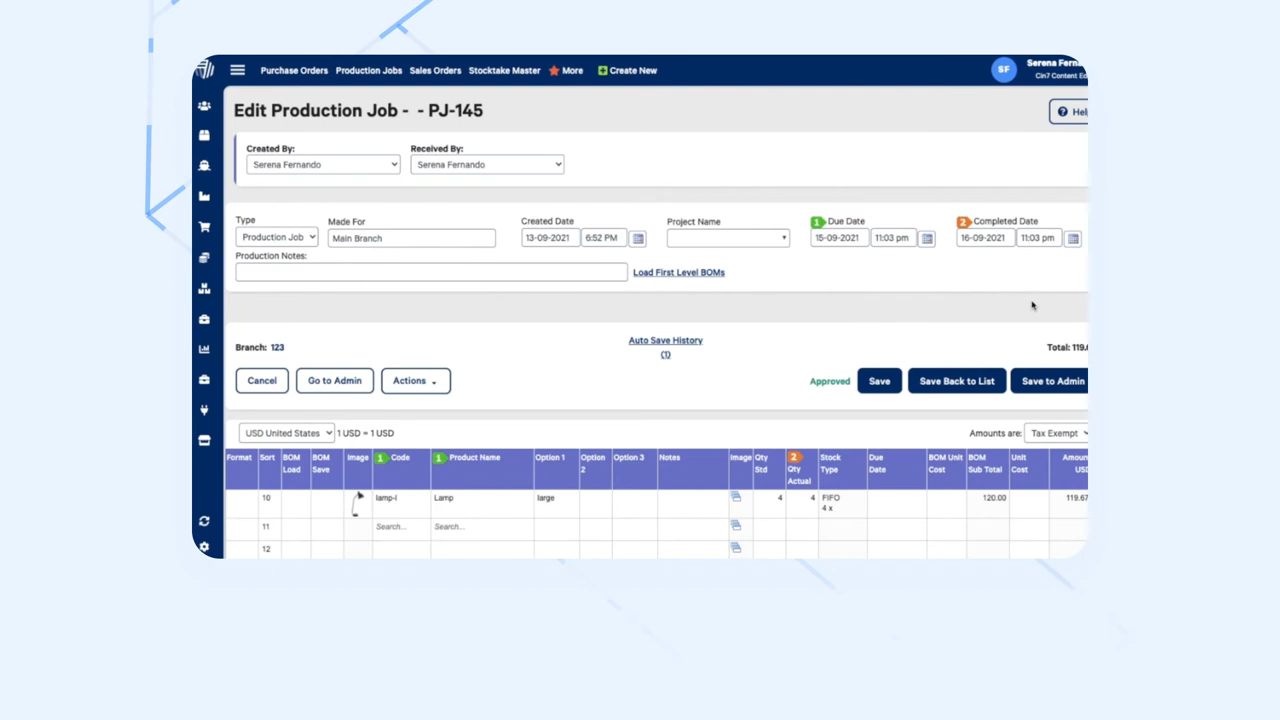 Purchase Orders Production Jobs Sales Orders Stocktake Master More Create New
SF
Serena
Cin7 Content
Edit Production Job - - PJ-145
Created By: Received By:
Serena Fernando Serena Fernando
Type Made For Created Date Project Name 1 Due Date 2 Completed Date
Production Job Main Branch 13-09-2021 6:52 PM 15-09-2021 11:03 pm 16-09-2021 11:03 pm
Production Notes:
Load First Level BOMs
Branch: 123 Auto Save History Total: 119.
(1)
Cancel Go to Admin Actions Approved Save Save Back to List Save to Admin
USD United States 1 USD = 1 USD Amounts are: Tax Exempt
Format Sort BOM Load BOM Save Image 1 Code 1 Product Name Option 1 Option 2 Option 3 Notes Image Qty Std 2 Qty Actual Stock Type Due Date BOM Unit Cost BOM Sub Total Unit Cost Amoun USD
10 lamp-l Lamp large 4 4 FIFO 120.00 119.67
4 x
11 Search... Search...
12